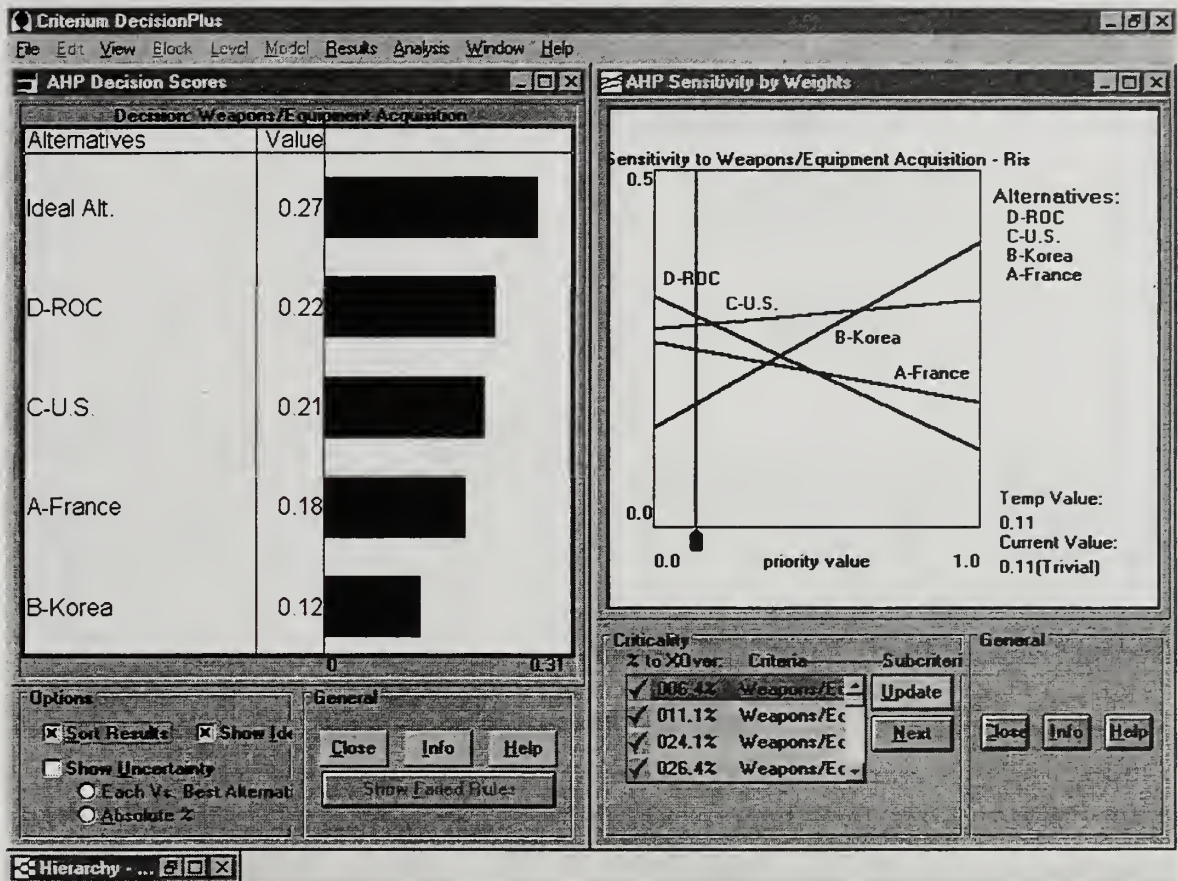 Criterium DecisionPlus
File Edit View Block Level Model Results Analysis Window Help
AHP Decision Scores
Decision: Weapons/Equipment Acquisition
Alternatives Value
Ideal Alt. 0.27
D-ROC 0.22
C-U.S. 0.21
A-France 0.18
B-Korea 0.12
0 0.31
Options
Sort Results Show Ide
Show Uncertainty
Each Vs. Best Alternati
Absolute %
General
Close Info Help
Show Failed Rules
AHP Sensitivity by Weights
Sensitivity to Weapons/Equipment Acquisition - Ris
0.5
D-ROC
C-U.S.
B-Korea
A-France
Alternatives:
D-ROC
C-U.S.
B-Korea
A-France
0.0
0.0 priority value 1.0
Temp Value:
0.11
Current Value:
0.11(Trivial)
Criticality
% to XOver: Criteria Subcriteri
006.4% Weapons/Ec
011.1% Weapons/Ec
024.1% Weapons/Ec
026.4% Weapons/Ec
Update
Next
General
Close Info Help
Hierarchy - ...